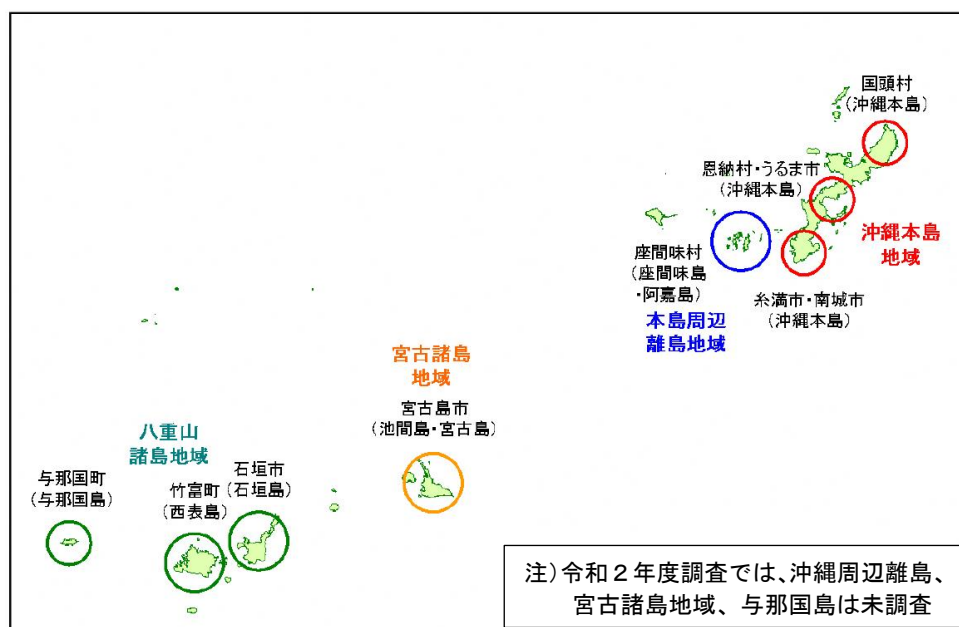 国頭村
(沖縄本島)
恩納村・うるま市
(沖縄本島)
沖縄本島
地域
座間味村
(座間味島
・阿嘉島)
糸満市・南城市
(沖縄本島)
本島周辺
離島地域
宮古諸島
地域
宮古島市
(池間島・宮古島)
八重山
諸島地域
石垣市
(石垣島)
竹富町
(西表島)
与那国町
(与那国島)
注)令和2年度調査では、沖縄周辺離島、
宮古諸島地域、与那国島は未調査